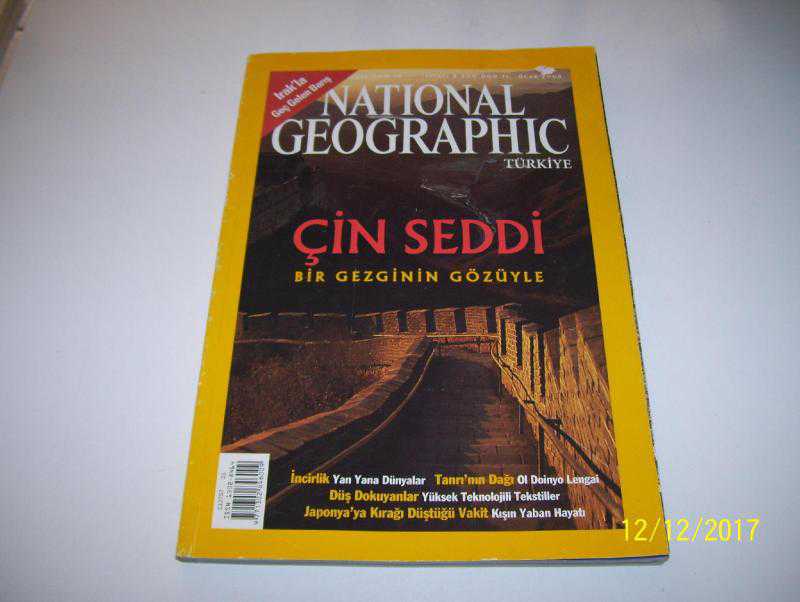 Irak'la
Geç Gelen Barış
NATIONAL
GEOGRAPHIC
TÜRKİYE
ÇİN SEDDİ
BİR GEZGİNİN GÖZÜYLE
İncirlik Yan Yana Dünyalar Tanrı'nın Dağı Ol Doinyo Lengai
Düş Dokuyanlar Yüksek Teknolojili Tekstiller
Japonya'ya Kırağı Düştüğü Vakit Kışın Yaban Hayatı
12/12/2017